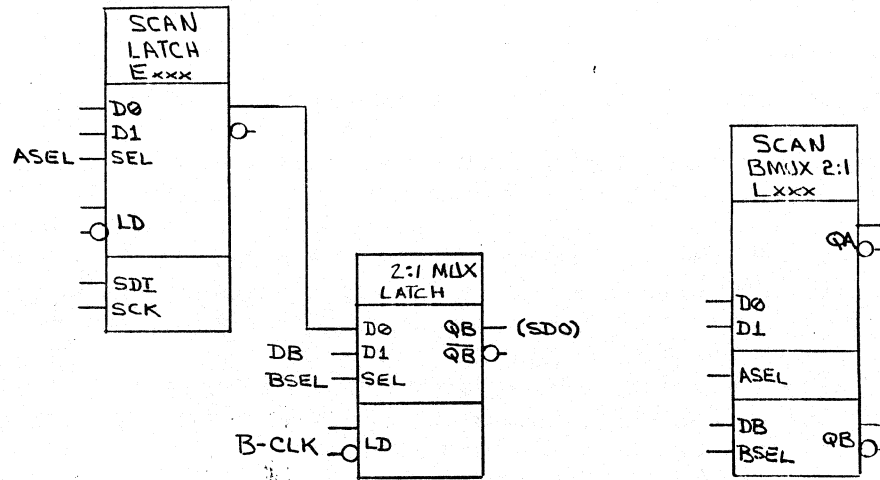 SCAN
LATCH
Exxx
D0
D1
ASEL
SEL
LD
SDI
SCK
2:1 MUX
LATCH
D0
QB
(SDO)
DB
D1
QB
BSEL
SEL
B-CLK
LD
SCAN
BMUX 2:1
Lxxx
QA
D0
D1
ASEL
DB
QB
BSEL